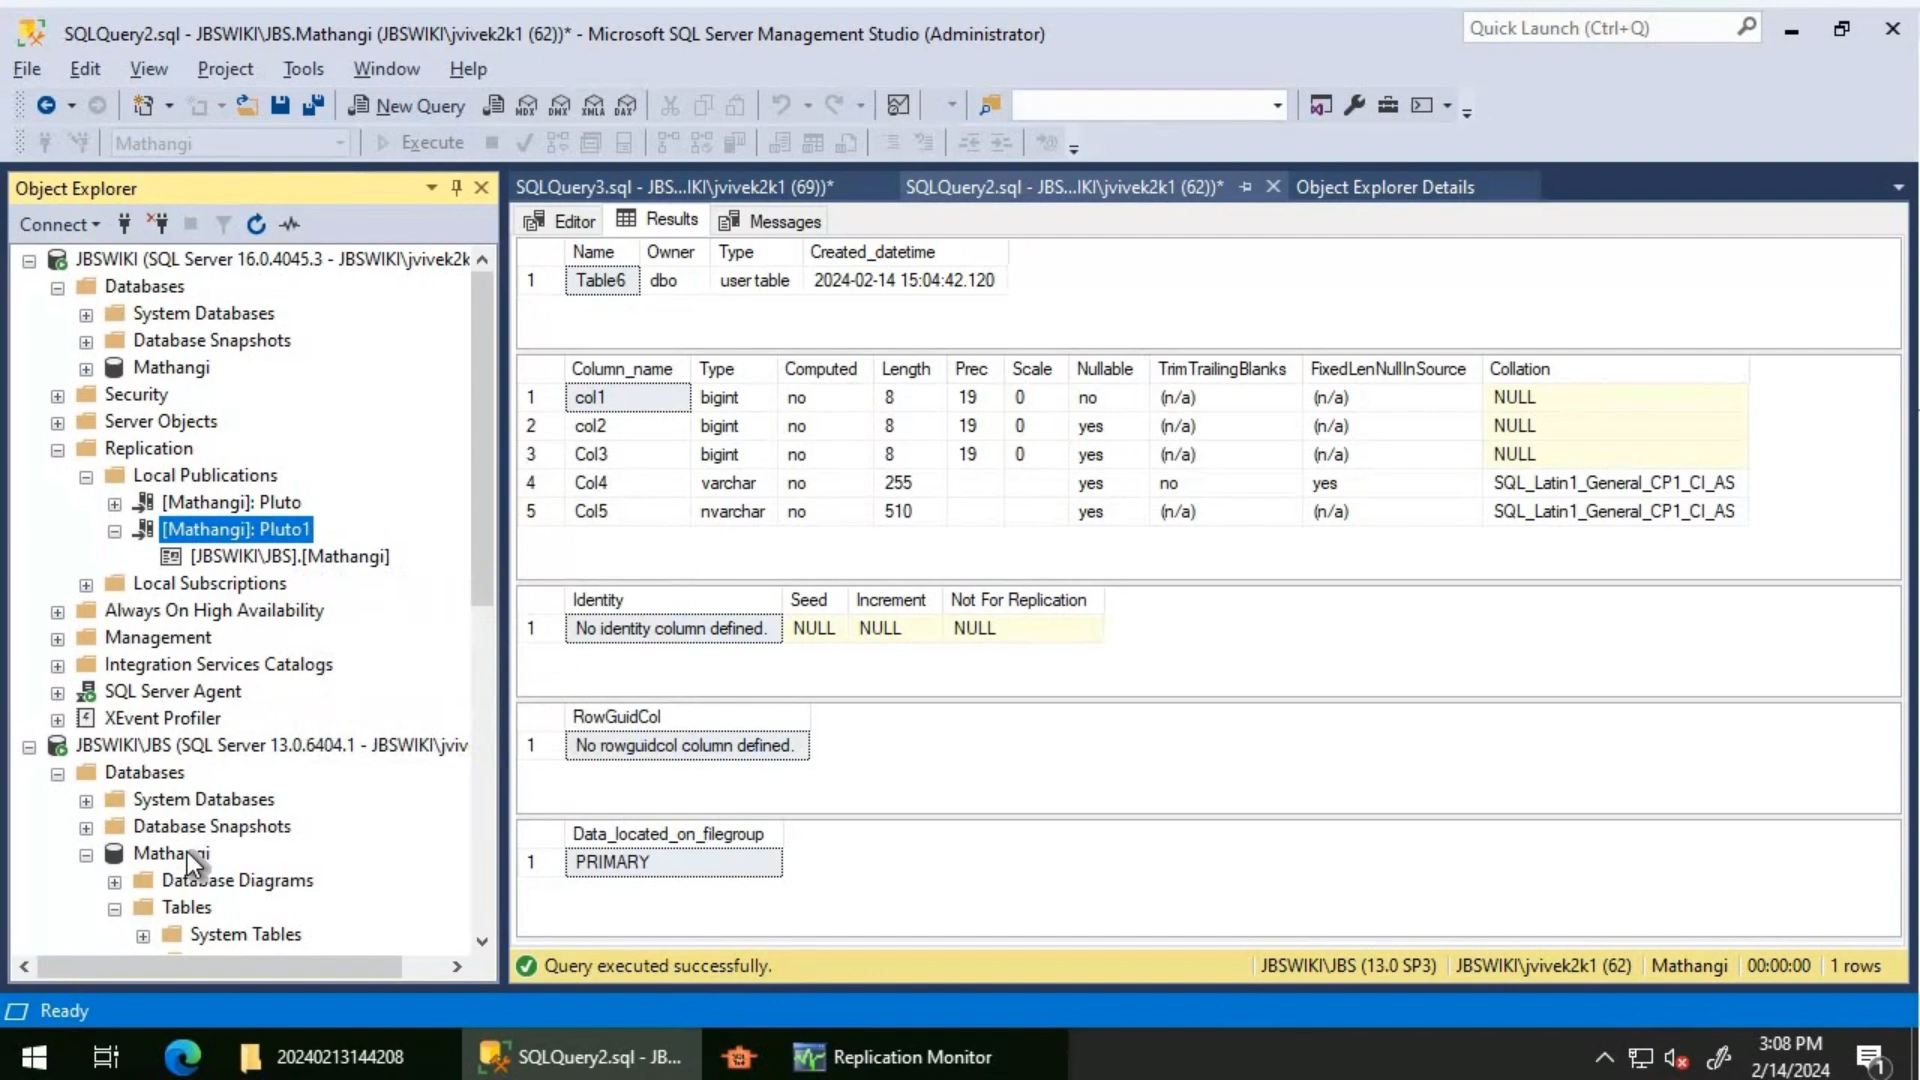 SQLQuery2.sql - JBSWIKI\JBS.Mathangi (JBSWIKI\jvivek2k1 (62))* - Microsoft SQL Server Management Studio (Administrator)
Quick Launch (Ctrl+Q)
File Edit View Project Tools Window Help
New Query MDX DMX XMLA DAX
Mathangi Execute
Object Explorer
SQLQuery3.sql - JBS...IKI\jvivek2k1 (69))*
SQLQuery2.sql - JBS...IKI\jvivek2k1 (62))*
Object Explorer Details
Connect
Editor Results Messages
JBSWIKI (SQL Server 16.0.4045.3 - JBSWIKI\jvivek2k
Databases
System Databases
Database Snapshots
Mathangi
Security
Server Objects
Replication
Local Publications
[Mathangi]: Pluto
[Mathangi]: Pluto1
[JBSWIKI\JBS].[Mathangi]
Local Subscriptions
Always On High Availability
Management
Integration Services Catalogs
SQL Server Agent
XEvent Profiler
JBSWIKI\JBS (SQL Server 13.0.6404.1 - JBSWIKI\jviv
Databases
System Databases
Database Snapshots
Mathangi
Database Diagrams
Tables
System Tables
Name Owner Type Created_datetime
1 Table6 dbo user table 2024-02-14 15:04:42.120
Column_name Type Computed Length Prec Scale Nullable TrimTrailingBlanks FixedLenNullInSource Collation
1 col1 bigint no 8 19 0 no (n/a) (n/a) NULL
2 col2 bigint no 8 19 0 yes (n/a) (n/a) NULL
3 Col3 bigint no 8 19 0 yes (n/a) (n/a) NULL
4 Col4 varchar no 255 yes no yes SQL_Latin1_General_CP1_CI_AS
5 Col5 nvarchar no 510 yes (n/a) (n/a) SQL_Latin1_General_CP1_CI_AS
Identity Seed Increment Not For Replication
1 No identity column defined. NULL NULL NULL
RowGuidCol
1 No rowguidcol column defined.
Data_located_on_filegroup
1 PRIMARY
Query executed successfully. JBSWIKI\JBS (13.0 SP3) JBSWIKI\jvivek2k1 (62) Mathangi 00:00:00 1 rows
Ready
20240213144208
SQLQuery2.sql - JB...
Replication Monitor
3:08 PM
2/14/2024
1